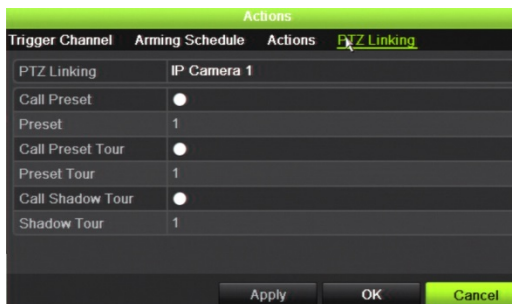 Actions
Trigger Channel Arming Schedule Actions PTZ Linking
PTZ Linking IP Camera 1
Call Preset
Preset 1
Call Preset Tour
Preset Tour 1
Call Shadow Tour
Shadow Tour 1
Apply OK Cancel